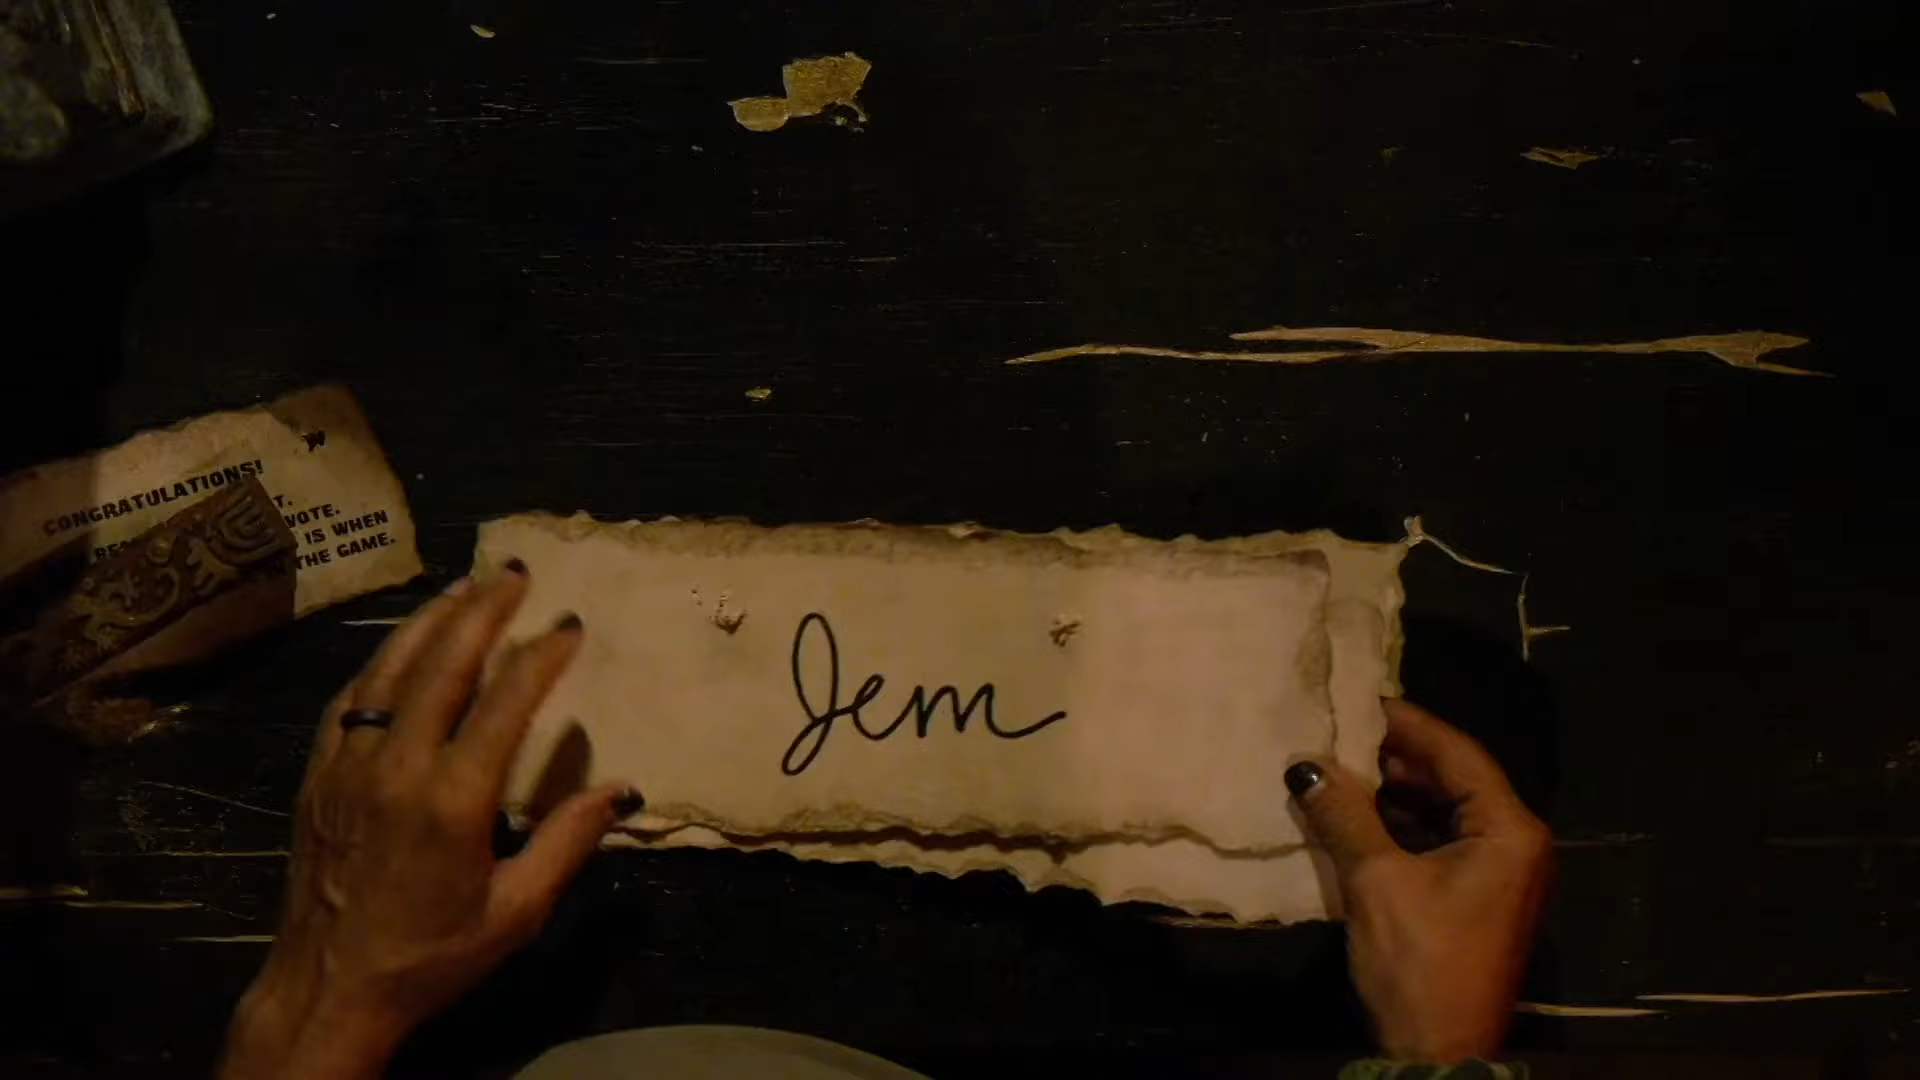 CONGRATULATIONS!
T.
VOTE.
IS WHEN
THE GAME.
Jem